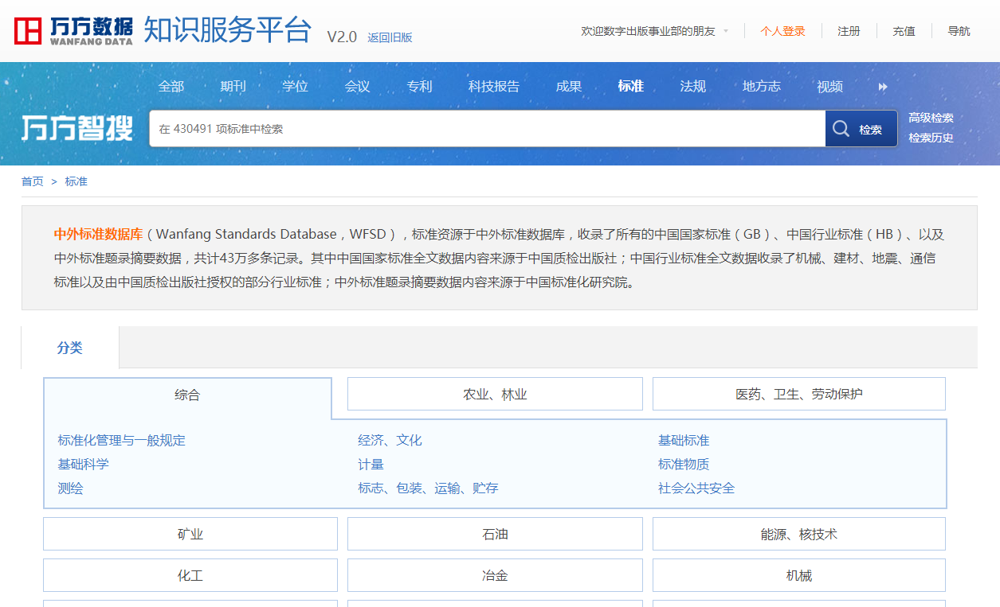 万方数据 WANFANG DATA 知识服务平台 V2.0 返回旧版 欢迎数字出版事业部的朋友 个人登录 注册 充值 导航
全部 期刊 学位 会议 专利 科技报告 成果 标准 法规 地方志 视频
万方智搜 在 430491 项标准中检索 检索 高级检索
检索历史
首页 > 标准
中外标准数据库（Wanfang Standards Database，WFSD），标准资源于中外标准数据库，收录了所有的中国国家标准（GB）、中国行业标准（HB）、以及
中外标准题录摘要数据，共计43万多条记录。其中中国国家标准全文数据内容来源于中国质检出版社；中国行业标准全文数据收录了机械、建材、地震、通信
标准以及由中国质检出版社授权的部分行业标准；中外标准题录摘要数据内容来源于中国标准化研究院。
分类
综合 农业、林业 医药、卫生、劳动保护
标准化管理与一般规定 经济、文化 基础标准
基础科学 计量 标准物质
测绘 标志、包装、运输、贮存 社会公共安全
矿业 石油 能源、核技术
化工 冶金 机械